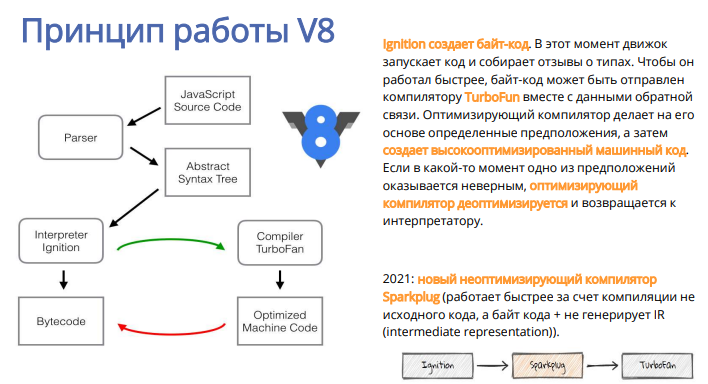 Принцип работы V8
JavaScript
Source Code
Parser
Abstract
Syntax Tree
Interpreter
Ignition
Compiler
TurboFan
Bytecode
Optimized
Machine Code
8
Ignition создает байт-код. В этот момент движок
запускает код и собирает отзывы о типах. Чтобы он
работал быстрее, байт-код может быть отправлен
компилятору TurboFun вместе с данными обратной
связи. Оптимизирующий компилятор делает на его
основе определенные предположения, а затем
создает высокооптимизированный машинный код.
Если в какой-то момент одно из предположений
оказывается неверным, оптимизирующий
компилятор деоптимизируется и возвращается к
интерпретатору.
2021: новый неоптимизирующий компилятор
Sparkplug (работает быстрее за счет компиляции не
исходного кода, а байт кода + не генерирует IR
(intermediate representation)).
Ignition
Sparkplug
TurboFan